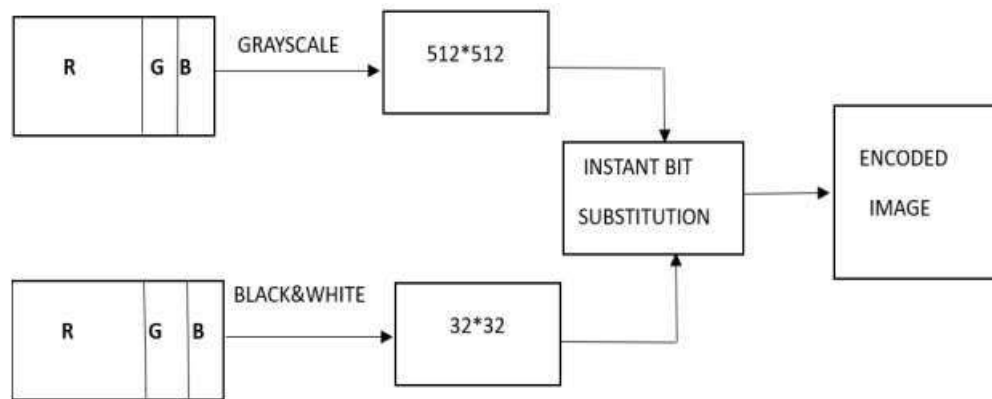 R G B
GRAYSCALE
512*512
INSTANT BIT
SUBSTITUTION
ENCODED
IMAGE
R G B
BLACK&WHITE
32*32